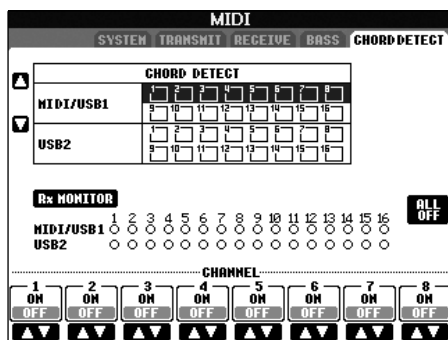 MIDI
SYSTEM TRANSMIT RECEIVE BASS CHORD DETECT
CHORD DETECT
MIDI/USB1
1 2 3 4 5 6 7 8
9 10 11 12 13 14 15 16
USB2
1 2 3 4 5 6 7 8
9 10 11 12 13 14 15 16
Rx MONITOR
ALL OFF
1 2 3 4 5 6 7 8 9 10 11 12 13 14 15 16
MIDI/USB1
USB2
CHANNEL
1 2 3 4 5 6 7 8
ON ON ON ON ON ON ON ON
OFF OFF OFF OFF OFF OFF OFF OFF